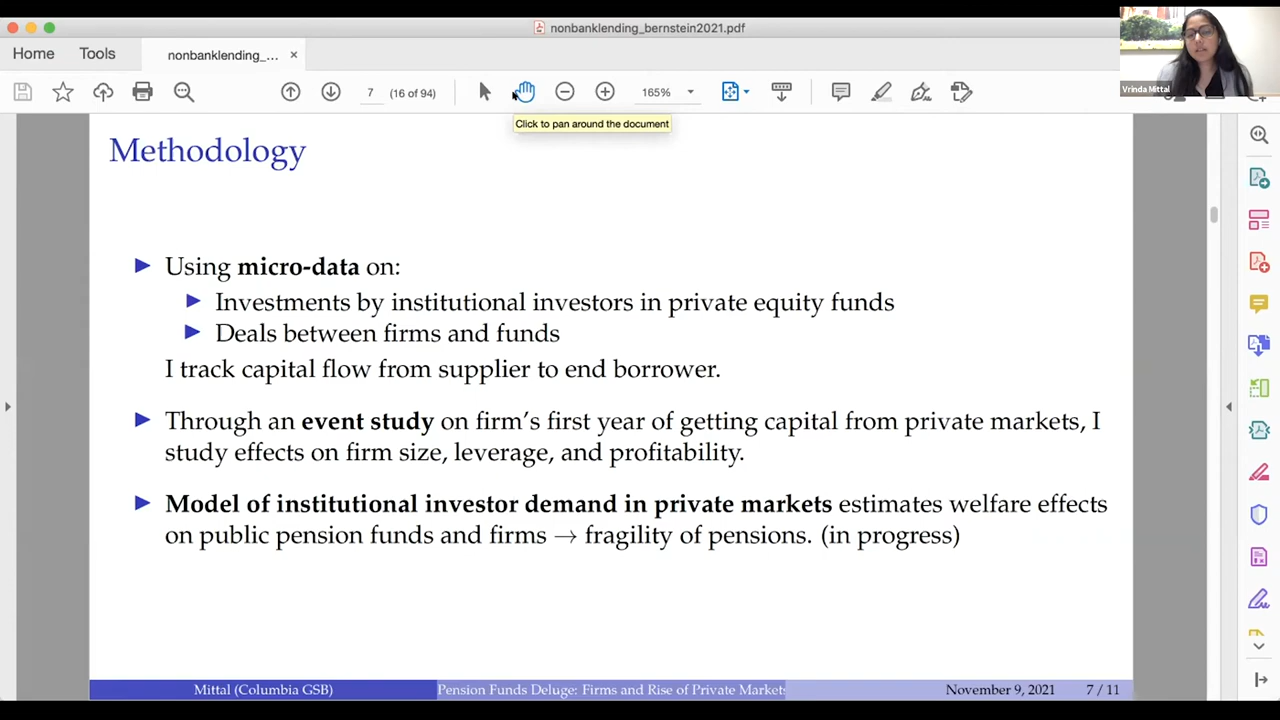 nonbanklending_bernstein2021.pdf
Home
Tools
nonbanklending_...
7
(16 of 94)
165%
Click to pan around the document
Vrinda Mittal
Methodology
Using micro-data on:
Investments by institutional investors in private equity funds
Deals between firms and funds
I track capital flow from supplier to end borrower.
Through an event study on firm's first year of getting capital from private markets, I
study effects on firm size, leverage, and profitability.
Model of institutional investor demand in private markets estimates welfare effects
on public pension funds and firms → fragility of pensions. (in progress)
Mittal (Columbia GSB)
Pension Funds Deluge: Firms and Rise of Private Markets
November 9, 2021
7 / 11